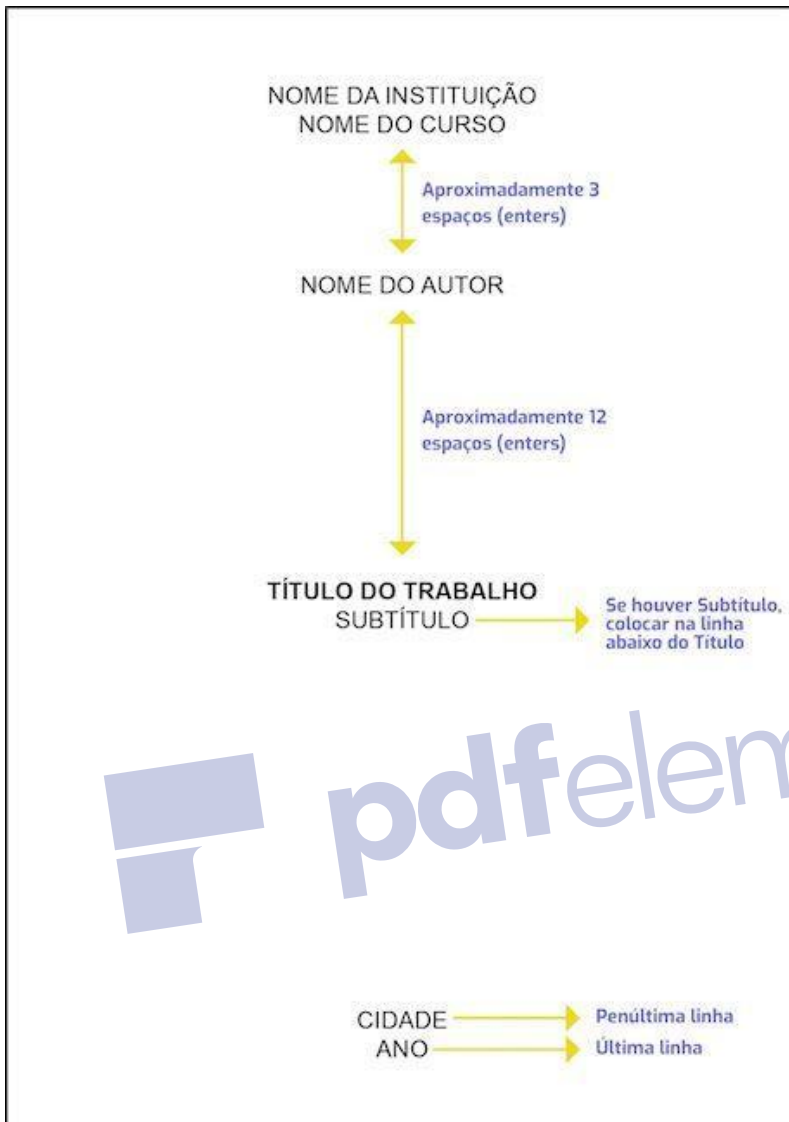 NOME DA INSTITUIÇÃO
NOME DO CURSO
Aproximadamente 3
espaços (enters)
NOME DO AUTOR
Aproximadamente 12
espaços (enters)
TÍTULO DO TRABALHO
SUBTÍTULO
Se houver Subtítulo,
colocar na linha
abaixo do Título
pdfelem
CIDADE
Penúltima linha
ANO
Última linha